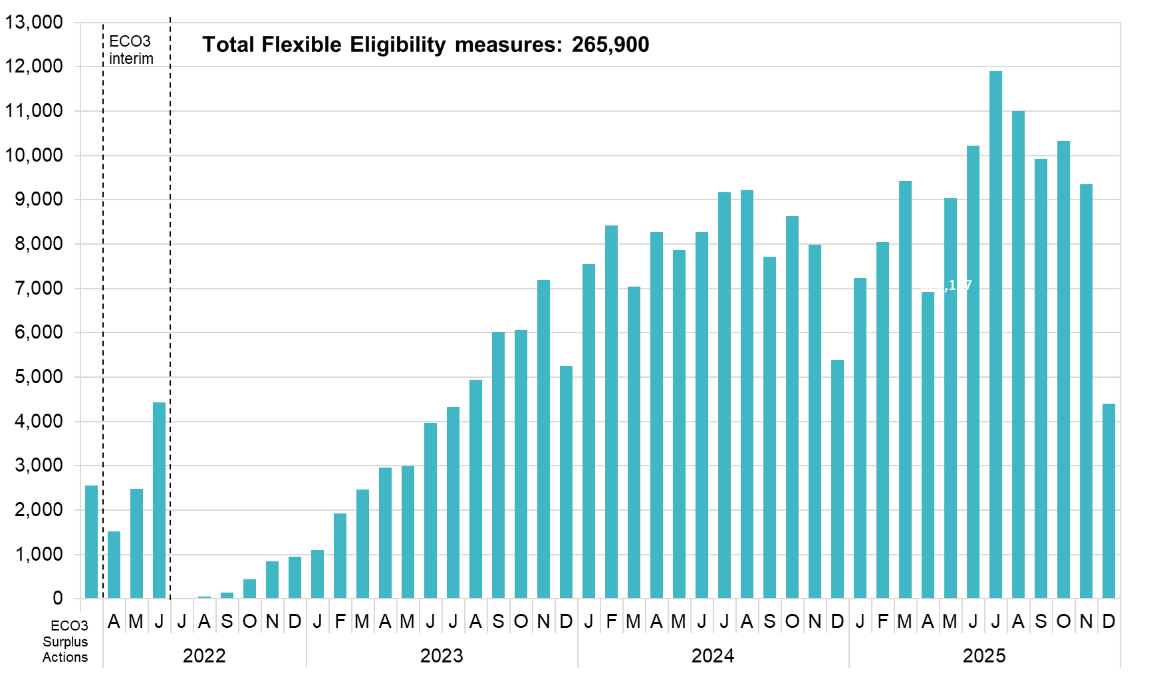 13,000
12,000
11,000
10,000
9,000
8,000
7,000
6,000
5,000
4,000
3,000
2,000
1,000
0
ECO3
interim
Total Flexible Eligibility measures: 265,900
A M J J A S O N D J F M A M J J A S O N D J F M A M J J A S O N D J F M A M J J A S O N D
ECO3
Surplus
Actions
2022 2023 2024 2025